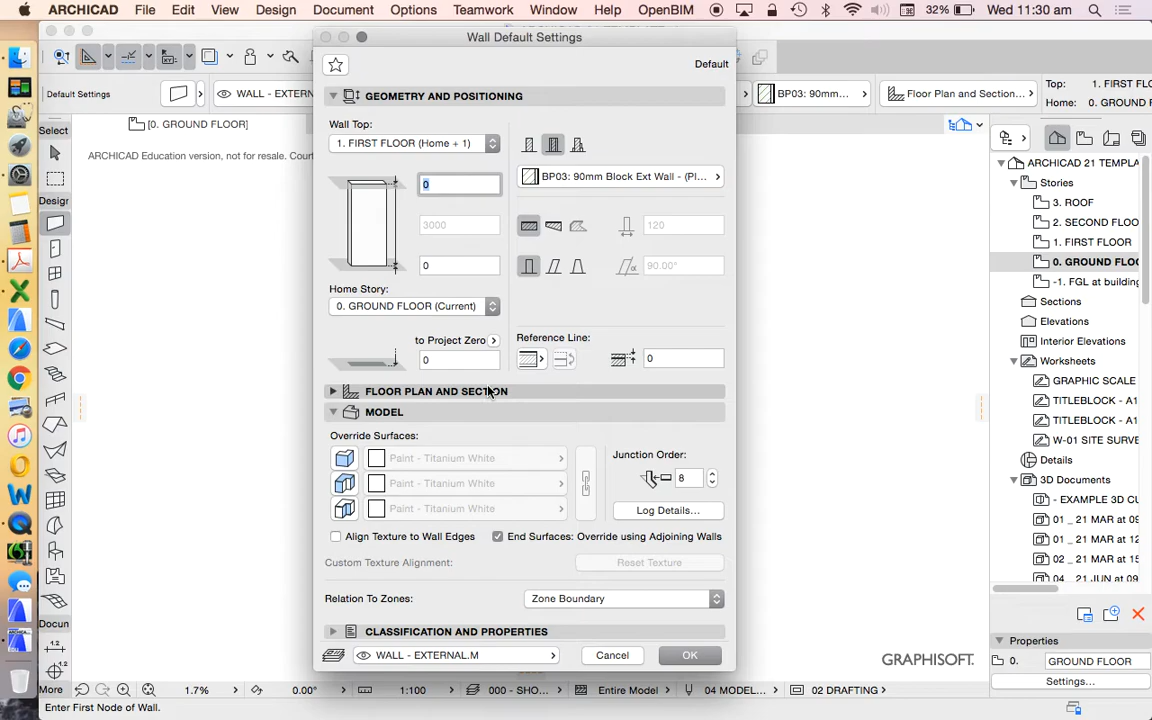 ARCHICAD File Edit View Design Document Options Teamwork Window Help OpenBIM 32% Wed 11:30 am
Wall Default Settings
Default
Default Settings
WALL - EXTERN
BP03: 90mm...
Floor Plan and Section...
Top: 1. FIRST FLOOR
Home: 0. GROUND FLO
[0. GROUND FLOOR]
ARCHICAD Education version, not for resale. Court
Select
Design
Docun
More
GEOMETRY AND POSITIONING
Wall Top:
1. FIRST FLOOR (Home + 1)
0
3000
0
BP03: 90mm Block Ext Wall - (Pl...
120
90.00°
Home Story:
0. GROUND FLOOR (Current)
to Project Zero
0
Reference Line:
0
FLOOR PLAN AND SECTION
MODEL
Override Surfaces:
Paint - Titanium White
Paint - Titanium White
Paint - Titanium White
Junction Order:
8
Log Details...
Align Texture to Wall Edges
End Surfaces: Override using Adjoining Walls
Custom Texture Alignment:
Reset Texture
Relation To Zones:
Zone Boundary
CLASSIFICATION AND PROPERTIES
WALL - EXTERNAL.M
Cancel
OK
ARCHICAD 21 TEMPLA
Stories
3. ROOF
2. SECOND FLOO
1. FIRST FLOOR
0. GROUND FLOO
-1. FGL at building
Sections
Elevations
Interior Elevations
Worksheets
GRAPHIC SCALE
TITLEBLOCK - A1
TITLEBLOCK - A1
W-01 SITE SURVE
Details
3D Documents
- EXAMPLE 3D CU
01 _ 21 MAR at 09
01 _ 21 MAR at 12
02 _ 21 MAR at 15
04 _ 21 JUN at 09
Properties
0. GROUND FLOOR
Settings...
GRAPHISOFT.
1.7% 0.00° 1:100 000 - SHO... Entire Model 04 MODEL... 02 DRAFTING
Enter First Node of Wall.